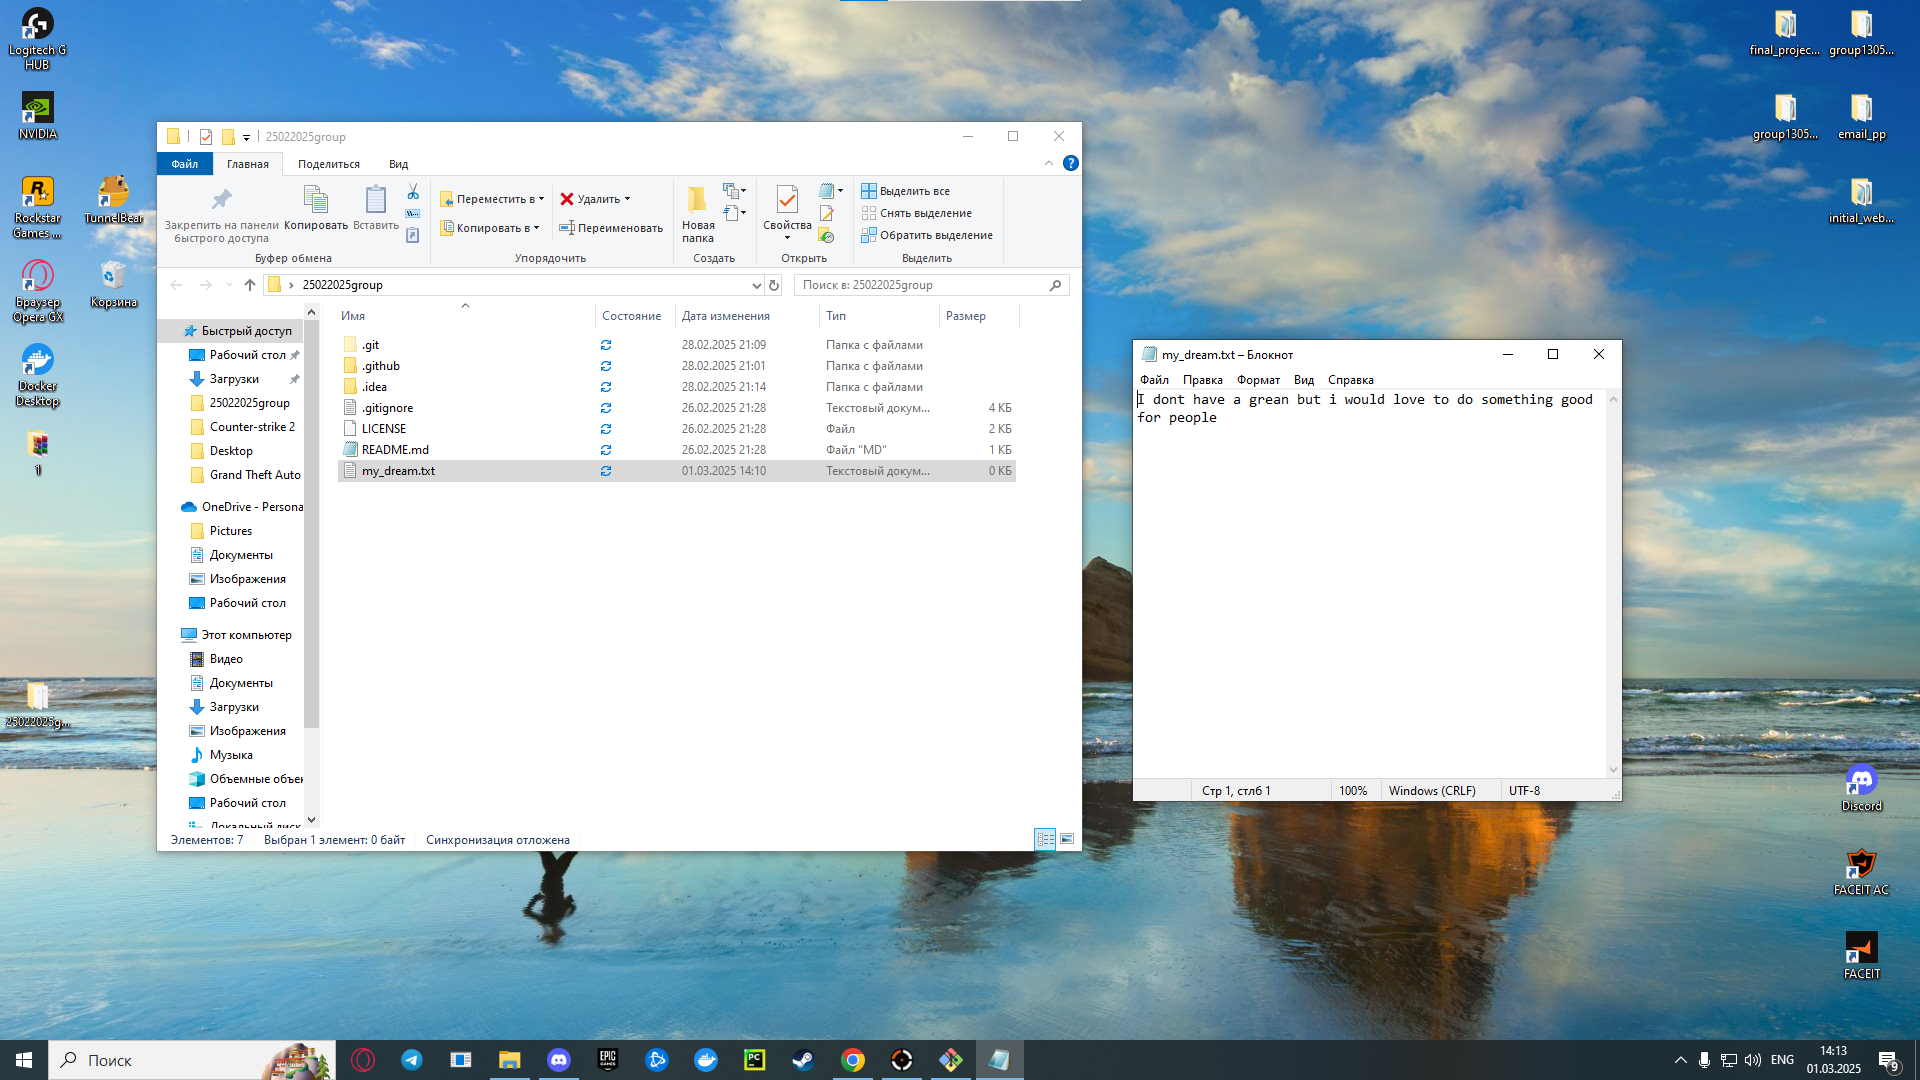 Logitech G
HUB
NVIDIA
Rockstar
Games ...
TunnelBear
Браузер
Opera GX
Корзина
Docker
Desktop
1
25022025g...
final_projec...
group1305...
group1305...
email_pp
initial_web...
Discord
FACEIT AC
FACEIT
25022025group
Файл Главная Поделиться Вид
Закрепить на панели
быстрого доступа
Копировать
Вставить
Буфер обмена
Переместить в
Копировать в
Удалить
Переименовать
Упорядочить
Новая
папка
Создать
Свойства
Открыть
Выделить все
Снять выделение
Обратить выделение
Выделить
25022025group
Поиск в: 25022025group
Имя Состояние Дата изменения Тип Размер
.git 28.02.2025 21:09 Папка с файлами
.github 28.02.2025 21:01 Папка с файлами
.idea 28.02.2025 21:14 Папка с файлами
.gitignore 26.02.2025 21:28 Текстовый докум... 4 КБ
LICENSE 26.02.2025 21:28 Файл 2 КБ
README.md 26.02.2025 21:28 Файл "MD" 1 КБ
my_dream.txt 01.03.2025 14:10 Текстовый докум... 0 КБ
Быстрый доступ
Рабочий стол
Загрузки
25022025group
Counter-strike 2
Desktop
Grand Theft Auto
OneDrive - Persona
Pictures
Документы
Изображения
Рабочий стол
Этот компьютер
Видео
Документы
Загрузки
Изображения
Музыка
Объемные объек
Рабочий стол
Локальный диск
Элементов: 7 Выбран 1 элемент: 0 байт Синхронизация отложена
my_dream.txt – Блокнот
Файл Правка Формат Вид Справка
I dont have a grean but i would love to do something good
for people
Стр 1, стлб 1 100% Windows (CRLF) UTF-8
Поиск
EPIC
GAMES
PC
ENG
14:13
01.03.2025
9